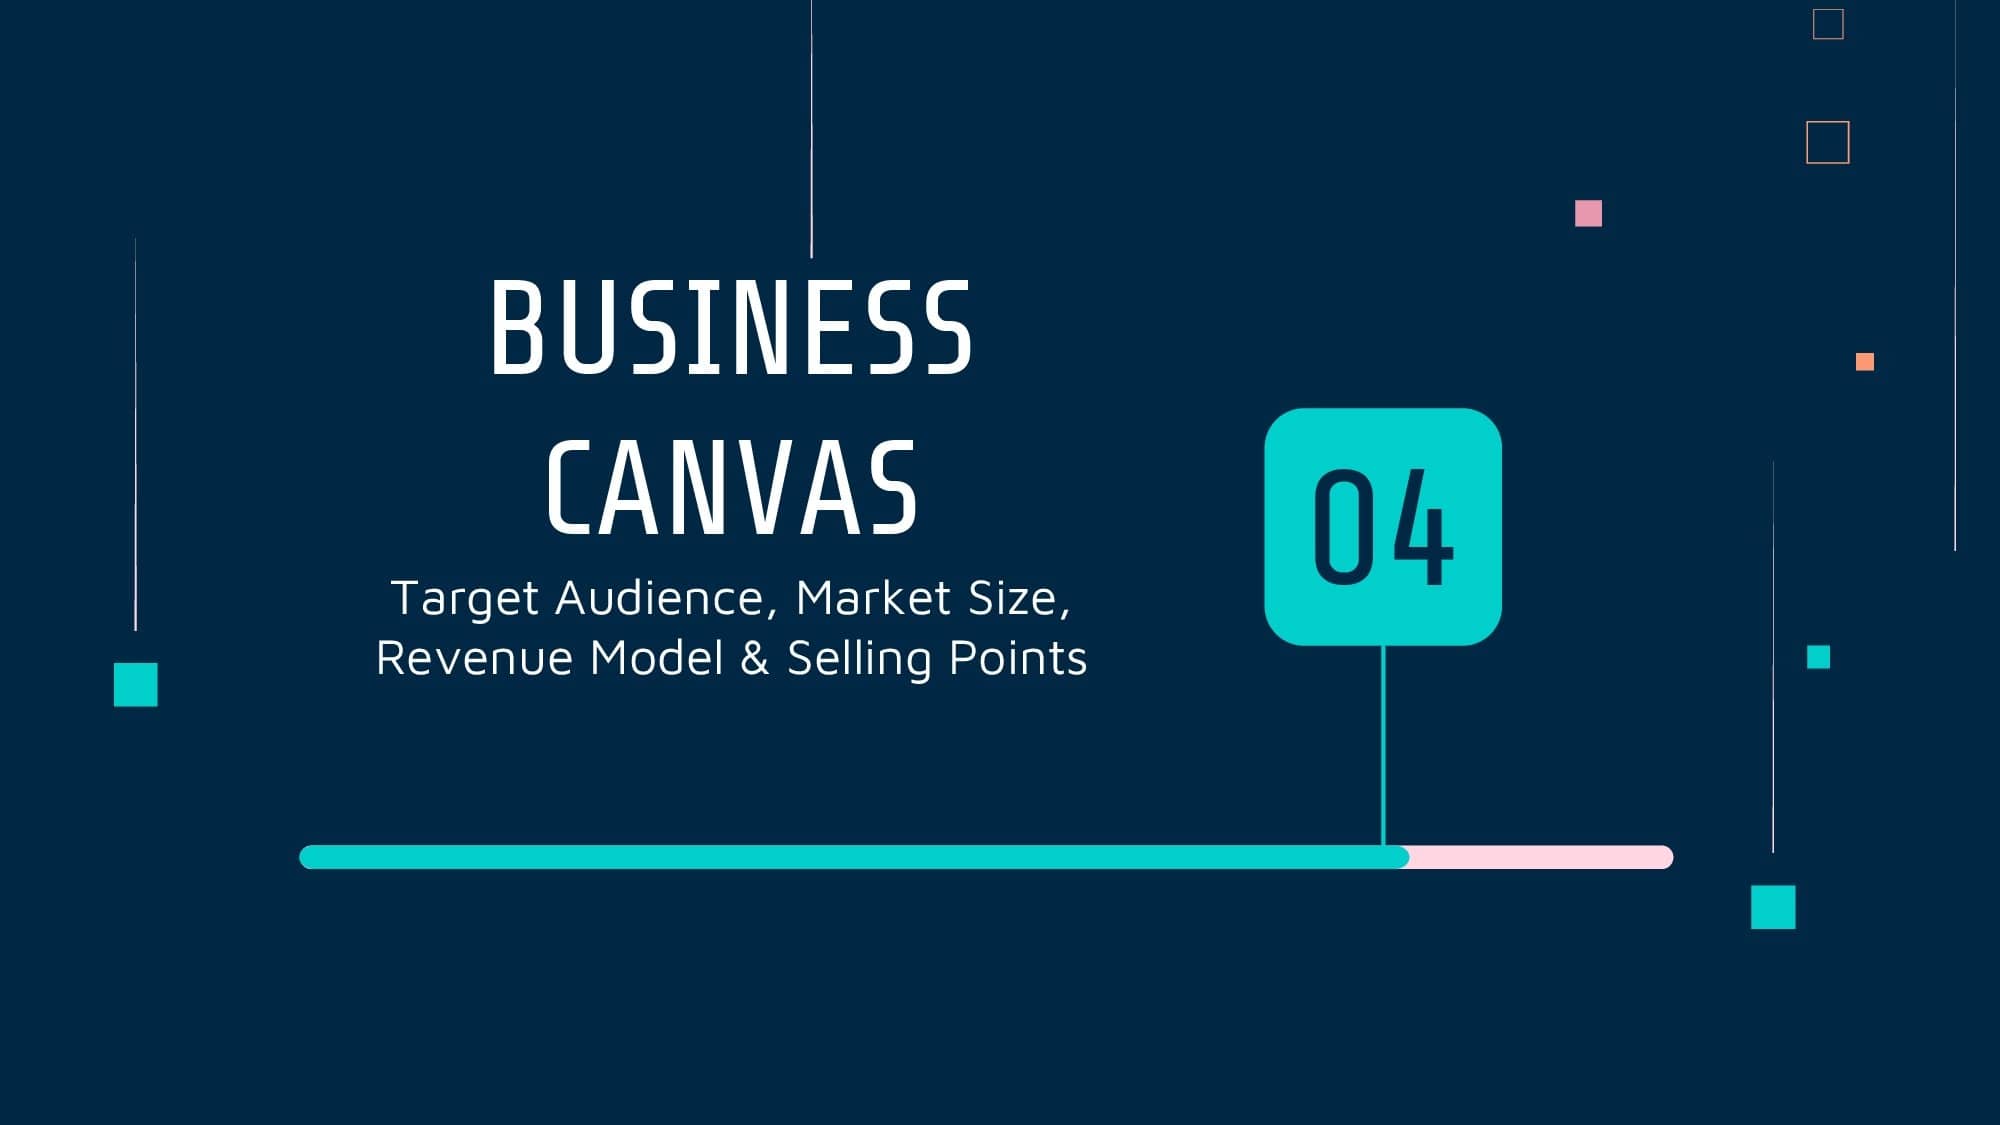 BUSINESS
CANVAS
Target Audience, Market Size,
Revenue Model & Selling Points
04